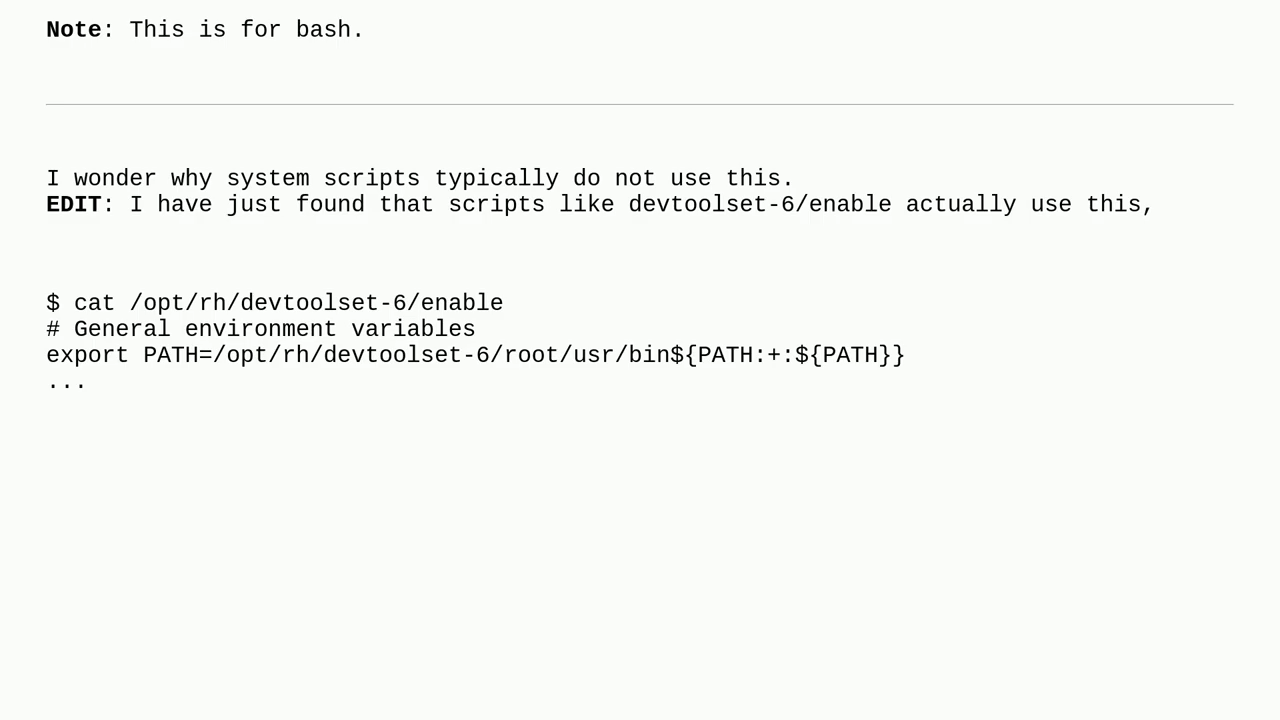 Note: This is for bash.
I wonder why system scripts typically do not use this.
EDIT: I have just found that scripts like devtoolset-6/enable actually use this,
$ cat /opt/rh/devtoolset-6/enable
# General environment variables
export PATH=/opt/rh/devtoolset-6/root/usr/bin${PATH:+:${PATH}}
...